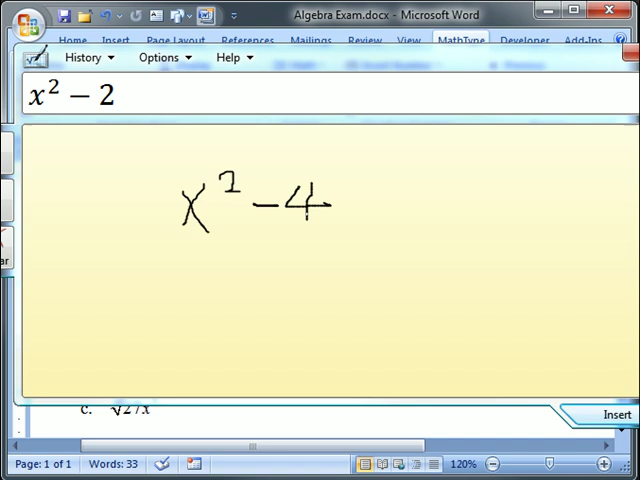 Algebra Exam.docx - Microsoft Word
Home Insert Page Layout References Mailings Review View MathType Developer Add-Ins
History Options Help
x² − 2
x² − 4
c. √27x
Insert
Page: 1 of 1 Words: 33 120%